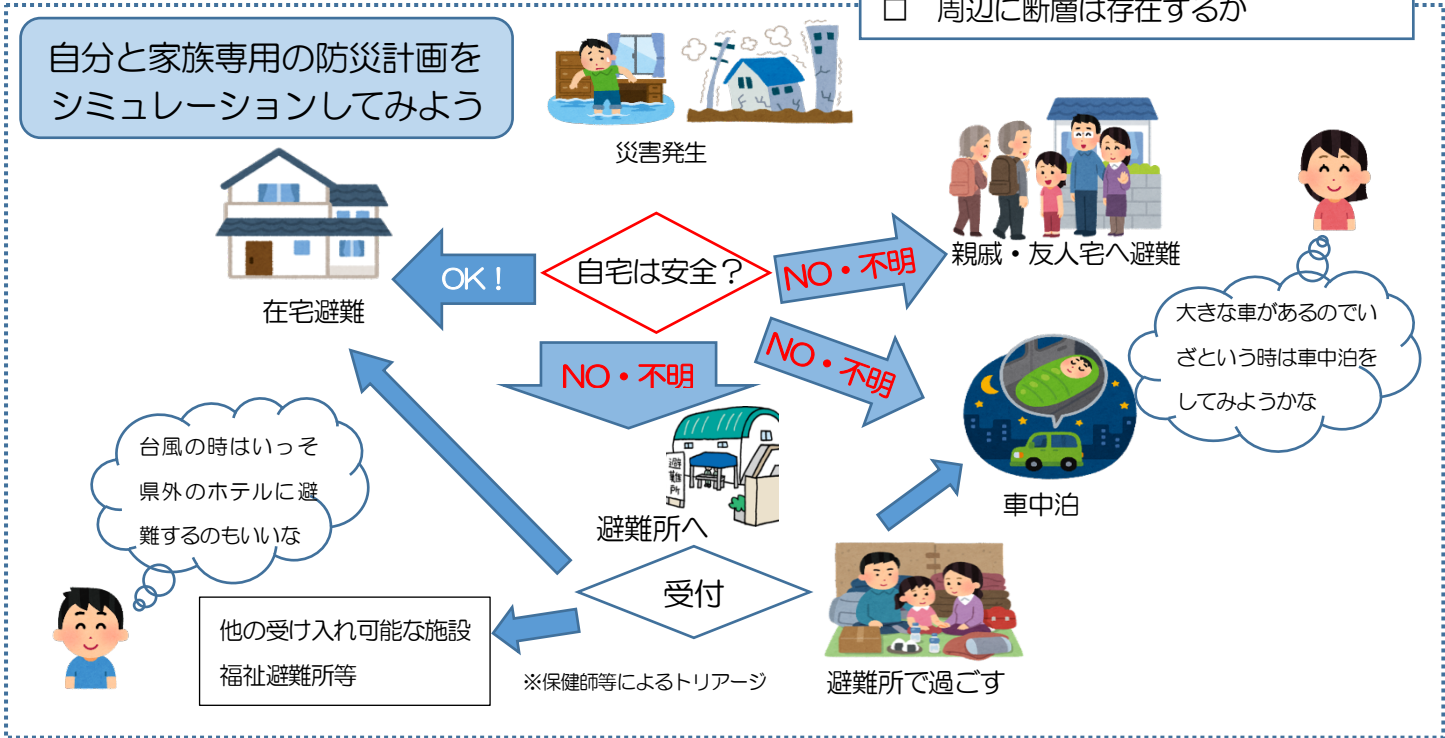 □ 周辺に断層は存在するか
自分と家族専用の防災計画を
シミュレーションしてみよう
災害発生
自宅は安全？
OK！
在宅避難
NO・不明
親戚・友人宅へ避難
NO・不明
NO・不明
大きな車があるのでい
ざという時は車中泊を
してみようかな
車中泊
避難所
避難所へ
台風の時はいっそ
県外のホテルに避
難するのもいいな
受付
他の受け入れ可能な施設
福祉避難所等
※保健師等によるトリアージ
避難所で過ごす